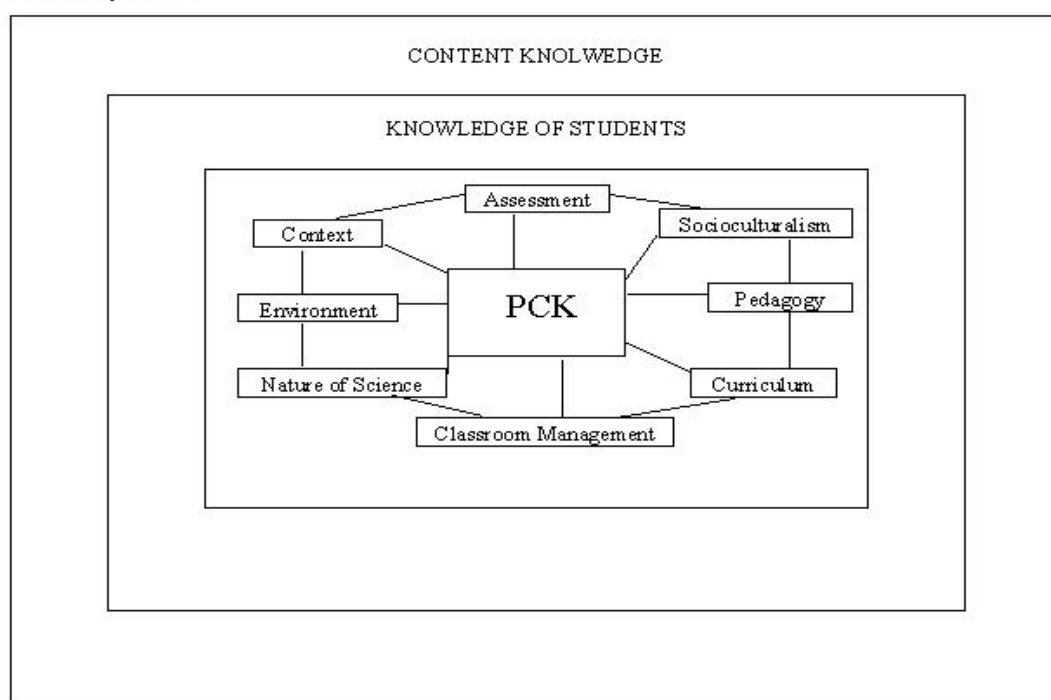 CONTENT KNOLWEDGE
KNOWLEDGE OF STUDENTS
Assessment
Context
Socioculturalism
Environment
PCK
Pedagogy
Nature of Science
Curriculum
Classroom Management